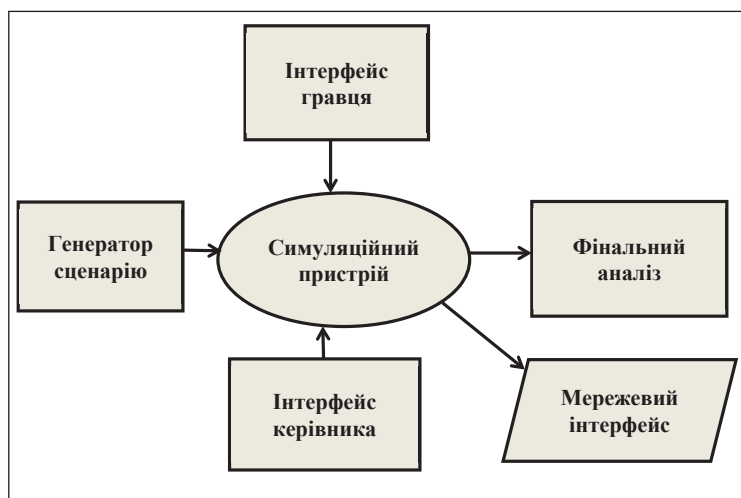 Інтерфейс
гравця
Генератор
сценарію
Симуляційний
пристрій
Фінальний
аналіз
Інтерфейс
керівника
Мережевий
інтерфейс